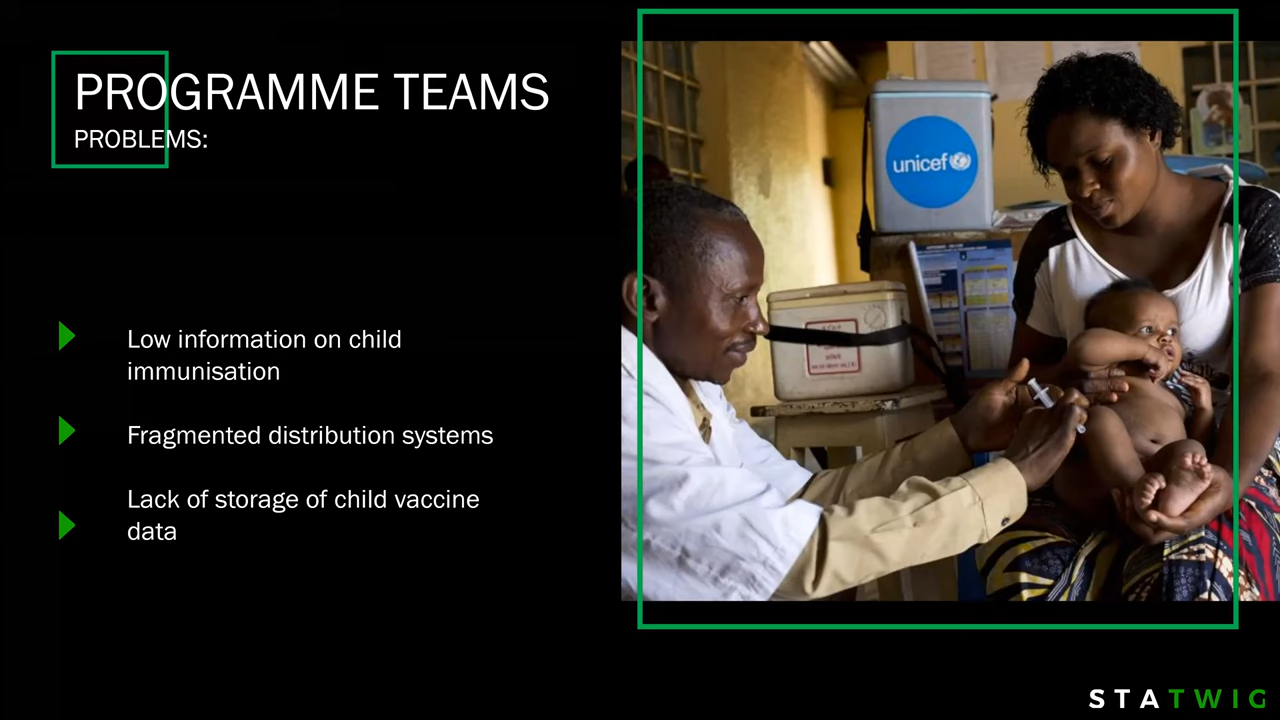 PROGRAMME TEAMS
PROBLEMS:
Low information on child
immunisation
Fragmented distribution systems
Lack of storage of child vaccine
data
unicef
STATWIG